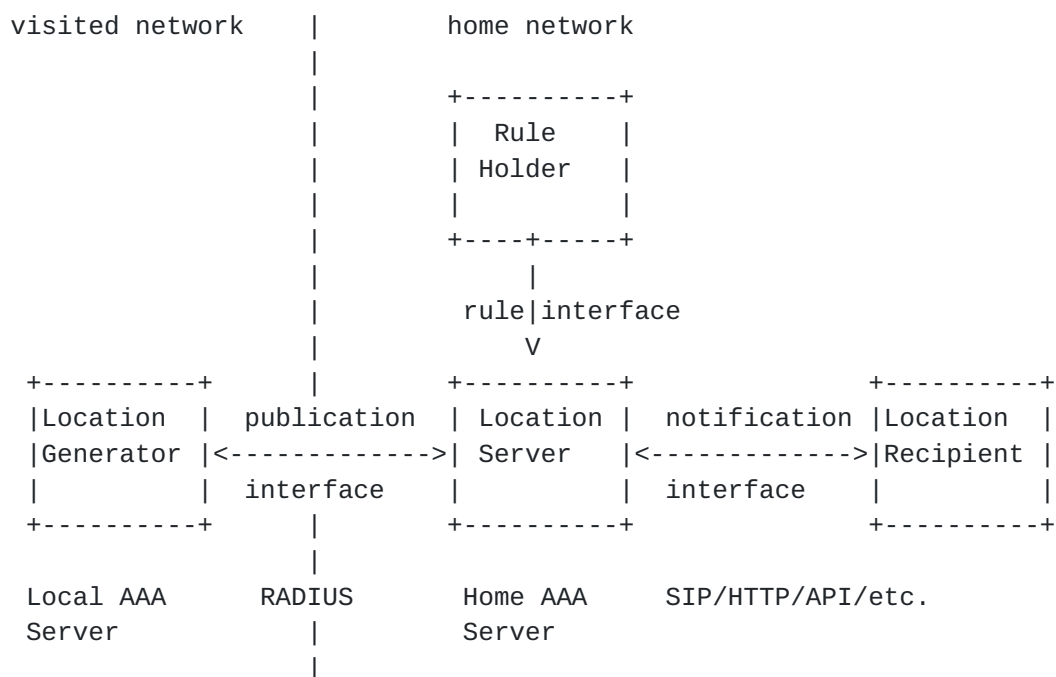 visited network    |        home network
                   |
                   |        +----------+
                   |        |  Rule    |
                   |        | Holder   |
                   |        |          |
                   |        +----+-----+
                   |             |
                   |         rule|interface
                   |             V
 +----------+      |        +----------+               +----------+
 |Location  |  publication  | Location |  notification |Location  |
 |Generator |<------------->| Server   |<------------->|Recipient |
 |          |  interface    |          |  interface    |          |
 +----------+      |        +----------+               +----------+
                   |
 Local AAA      RADIUS       Home AAA     SIP/HTTP/API/etc.
 Server            |         Server
                   |